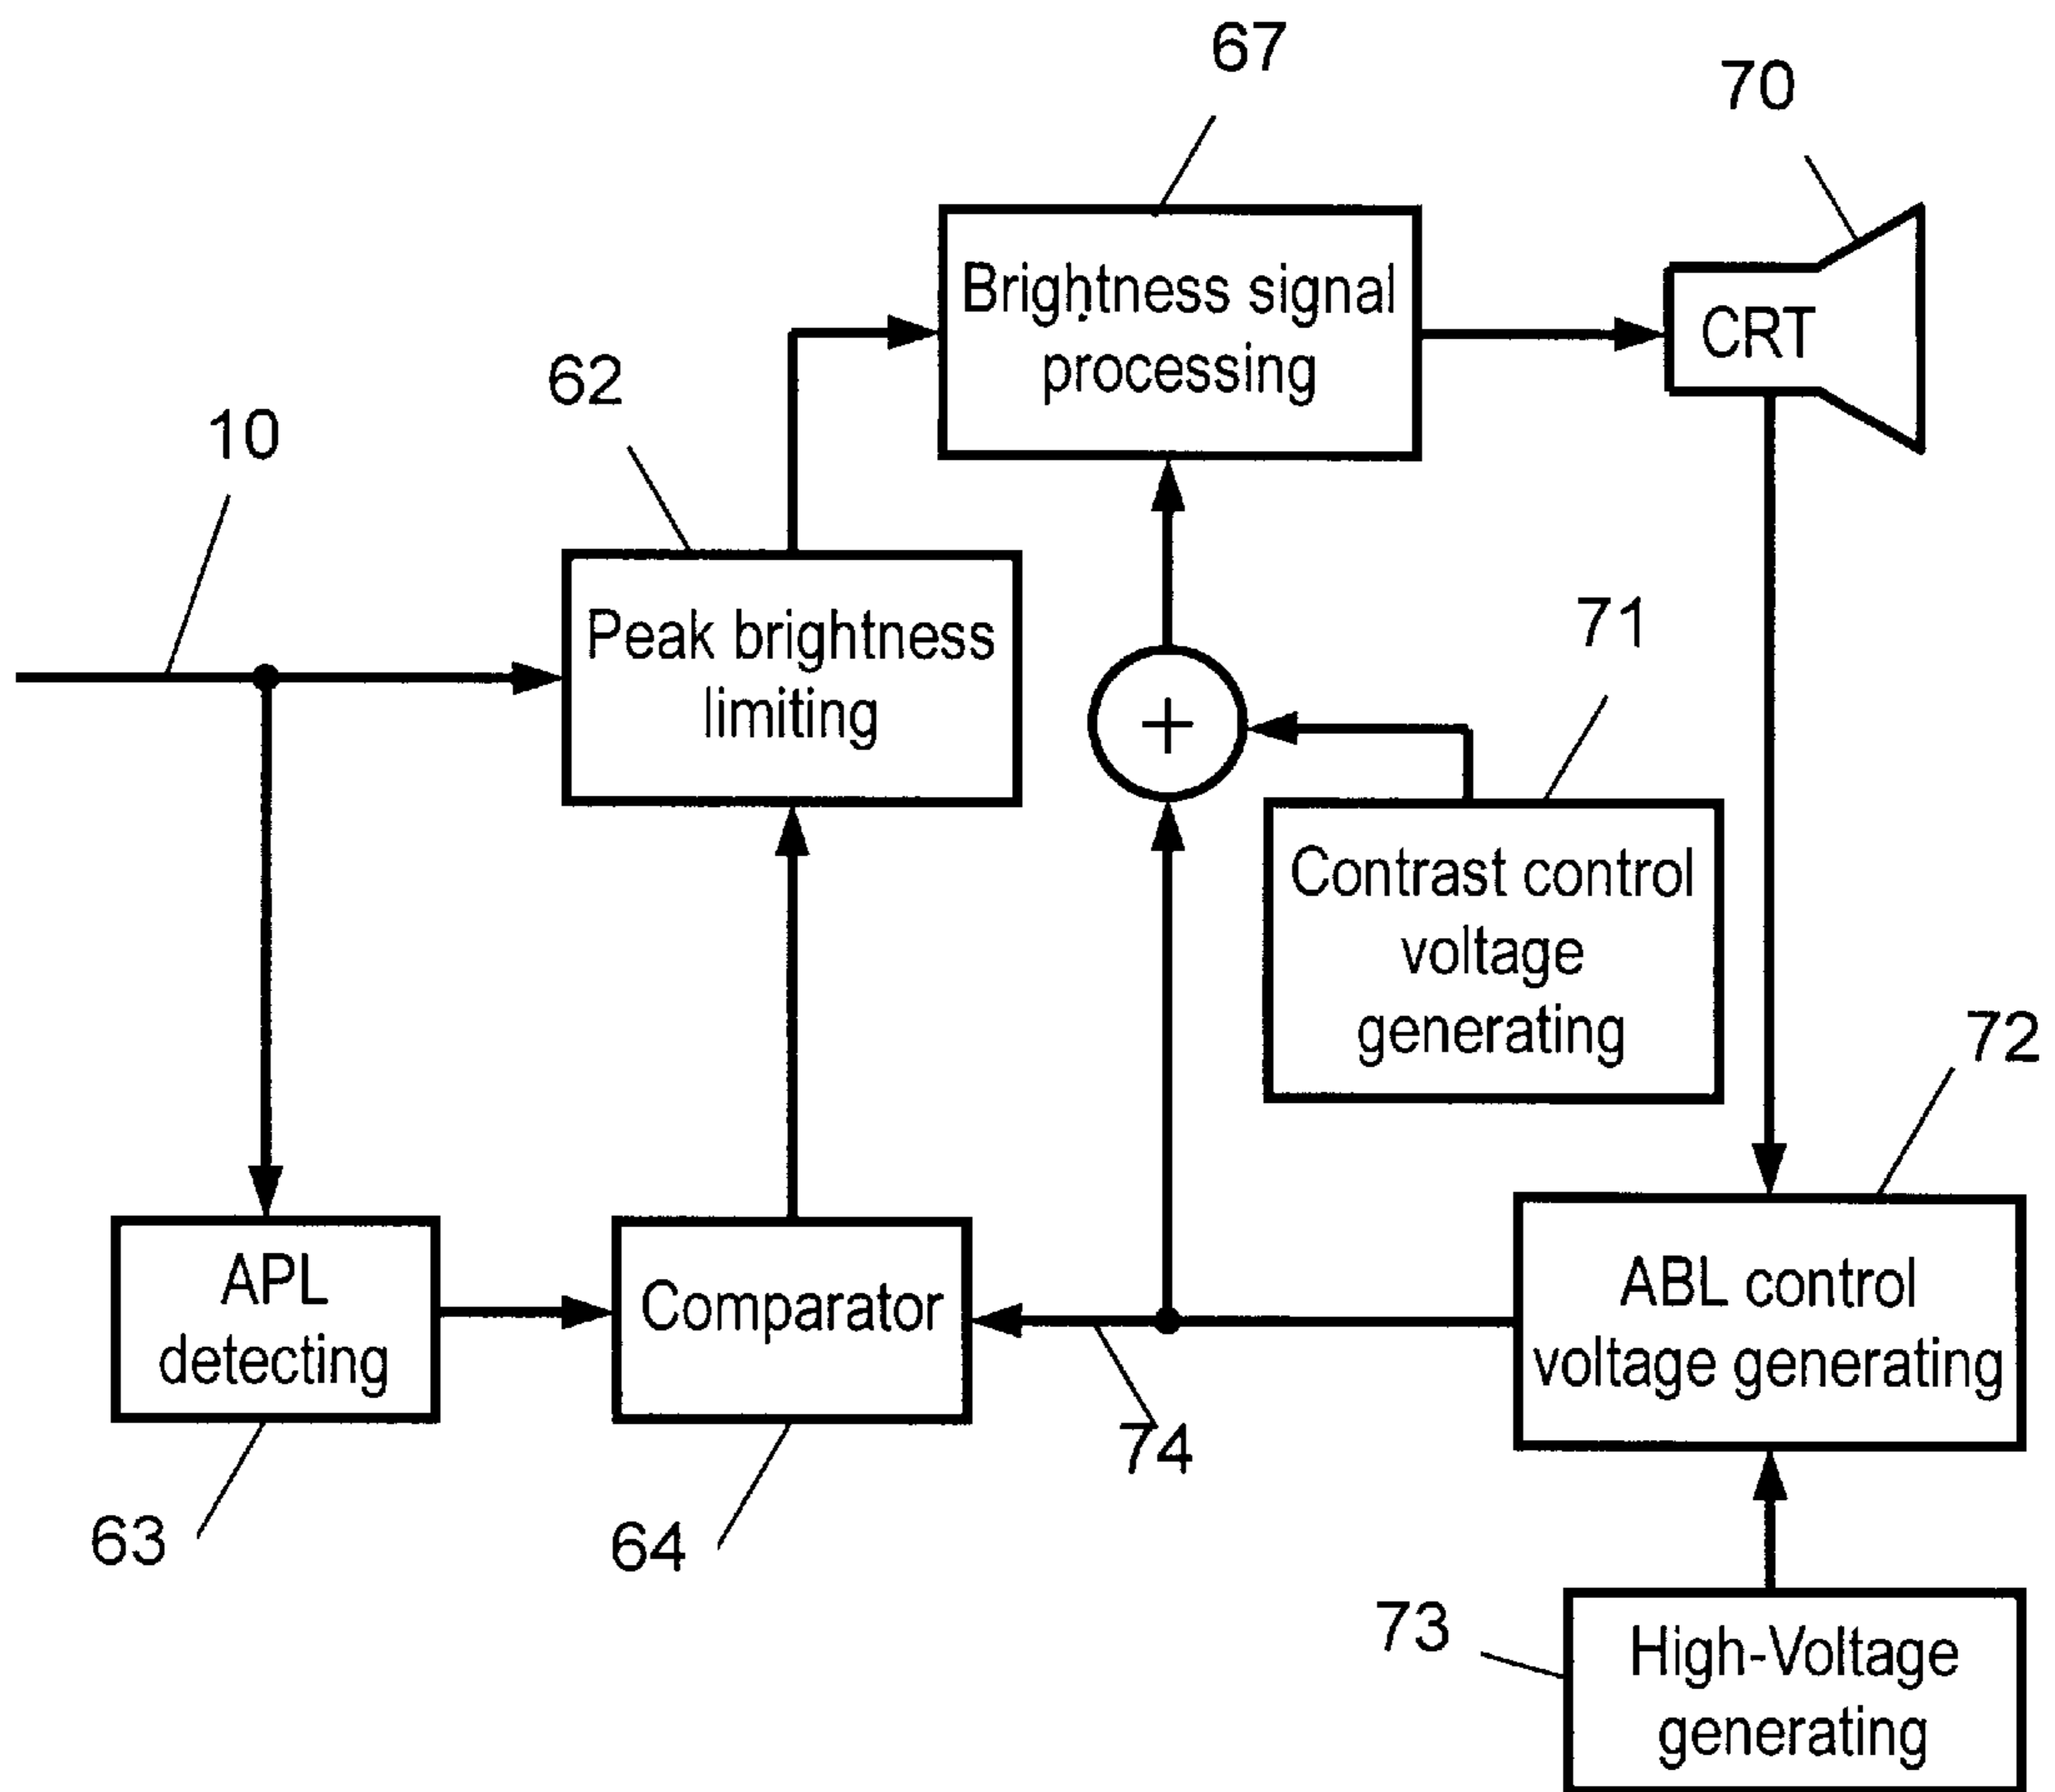 67
70
Brightness signal
processing
CRT
62
10
Peak brightness
limiting
+
71
Contrast control
voltage
generating
72
APL
detecting
Comparator
ABL control
voltage generating
74
63
64
73
High-Voltage
generating